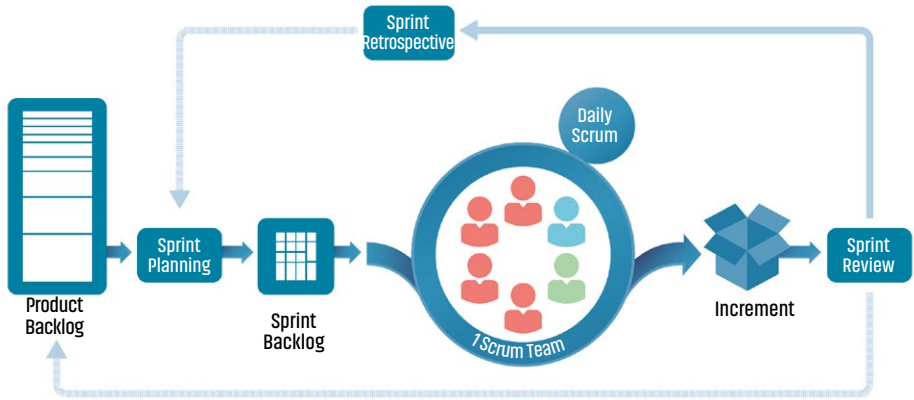 Sprint
Retrospective
Daily
Scrum
Sprint
Planning
Sprint
Review
Product
Backlog
Sprint
Backlog
Increment
1 Scrum Team